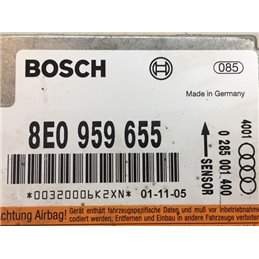 BOSCH
085
Made in Germany
8E0 959 655
4001
0 285 001 400
SENSOR
*00320006K2XN* 01-11-05
chtung Airbag! Enthält fahrzeugspezifische Daten und muß vor Inbetriebnahme
codiert werden. Entfernen und Einbau in andere Fahrzeuge verboten